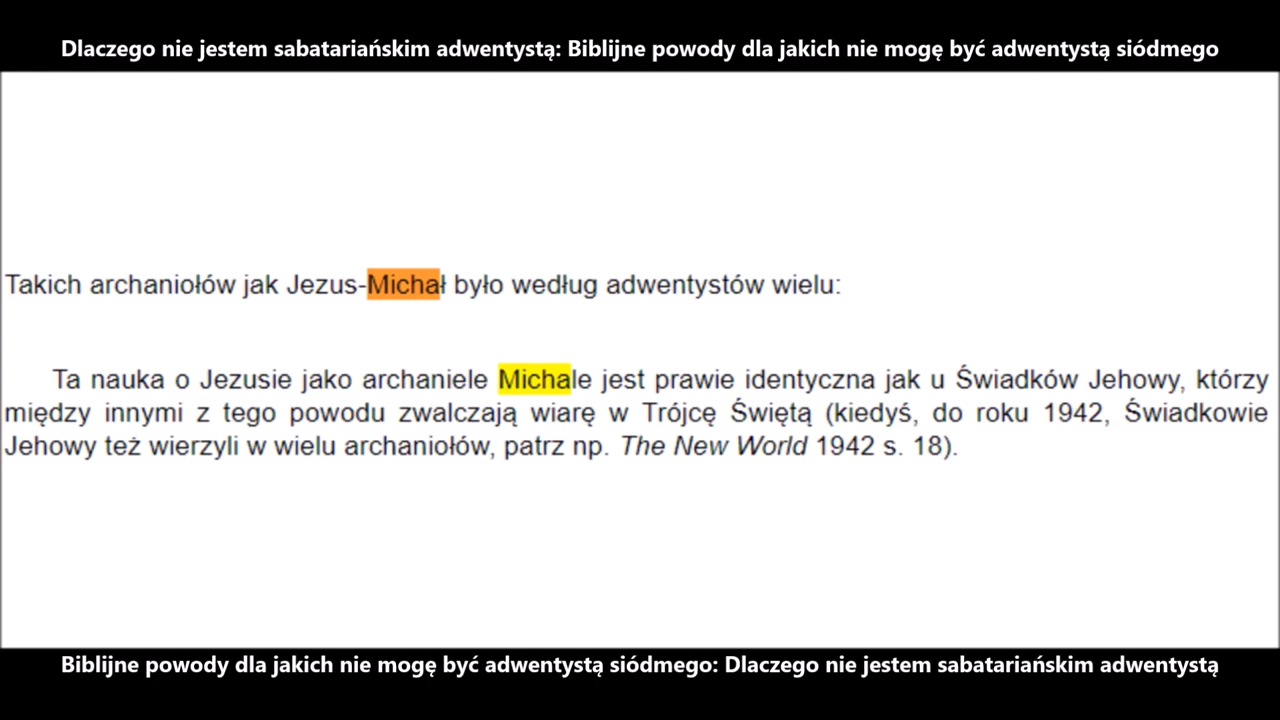 Dlaczego nie jestem sabatariańskim adwentystą: Biblijne powody dla jakich nie mogę być adwentystą siódmego
Takich archaniołów jak Jezus-Michał było według adwentystów wielu:
Ta nauka o Jezusie jako archaniele Michale jest prawie identyczna jak u Świadków Jehowy, którzy
między innymi z tego powodu zwalczają wiarę w Trójcę Świętą (kiedyś, do roku 1942, Świadkowie
Jehowy też wierzyli w wielu archaniołów, patrz np. The New World 1942 s. 18).
Biblijne powody dla jakich nie mogę być adwentystą siódmego: Dlaczego nie jestem sabatariańskim adwentystą